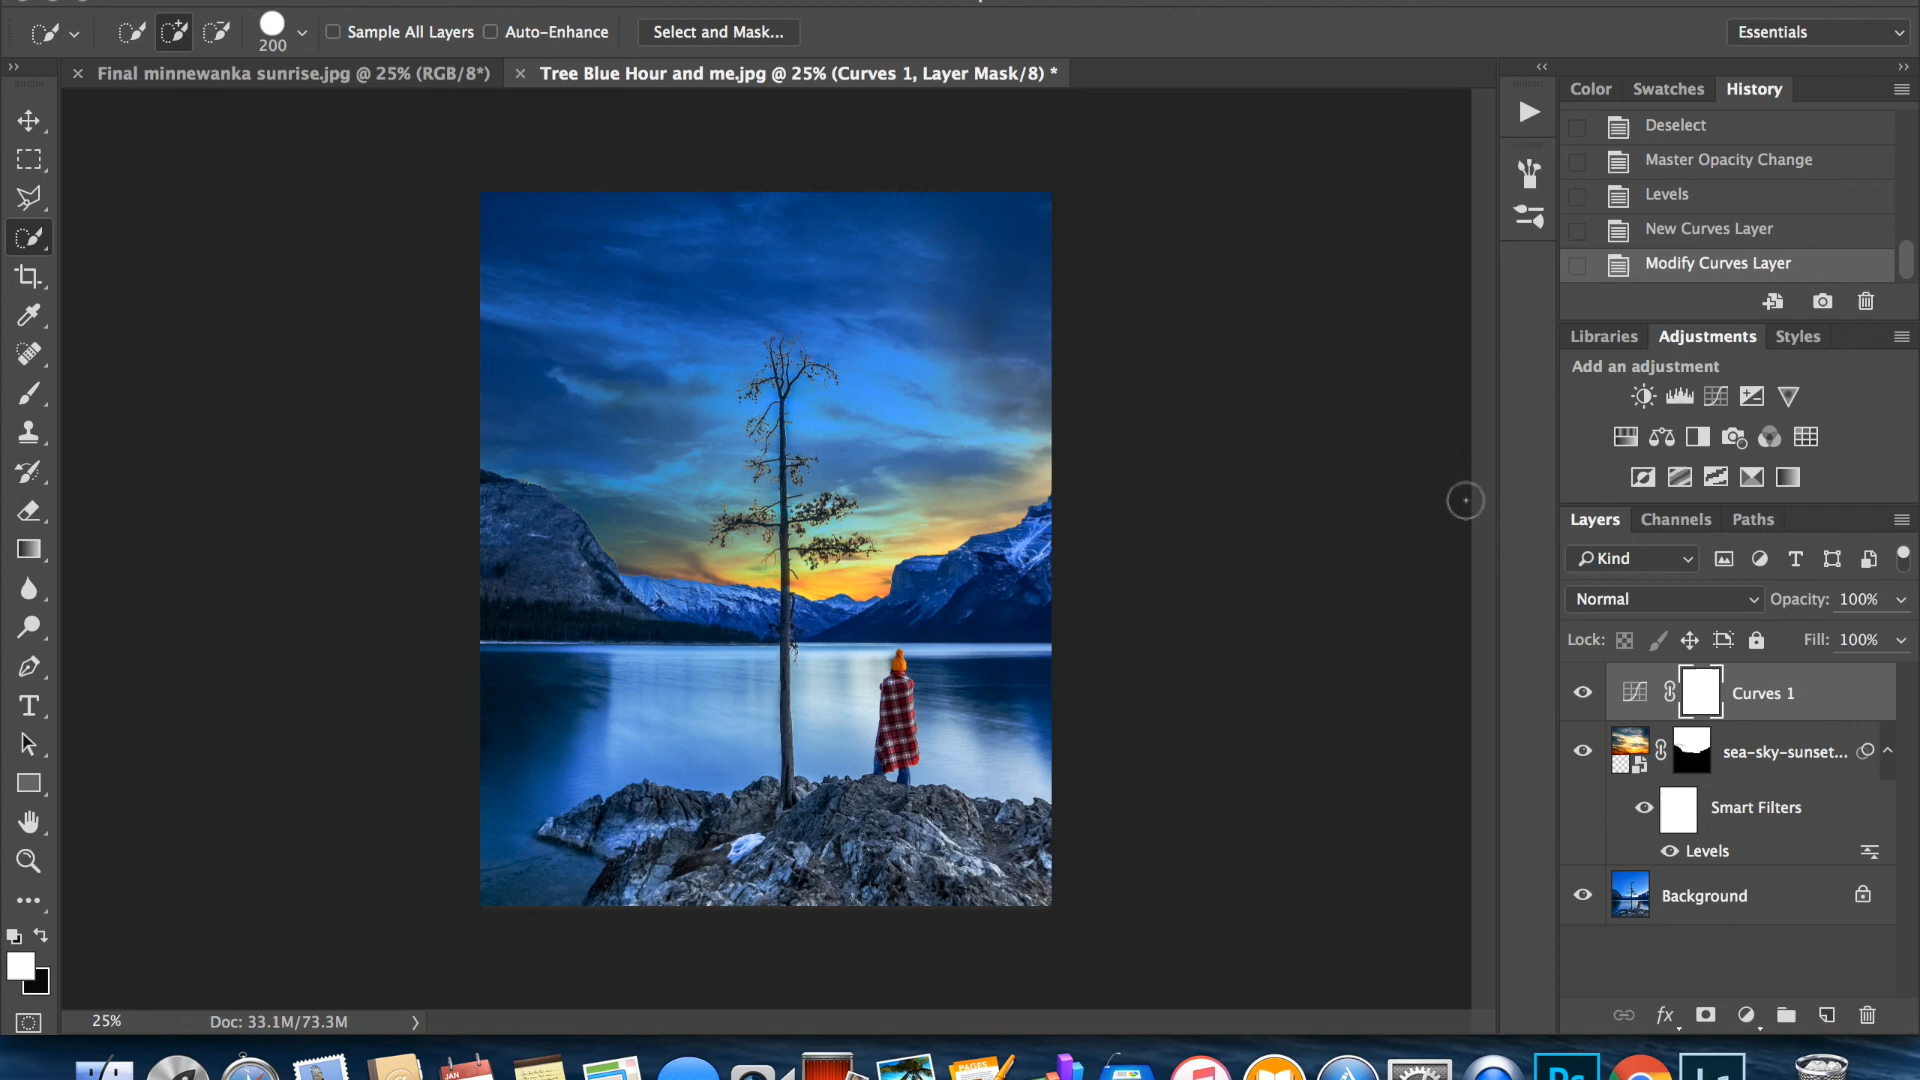 200
Sample All Layers
Auto-Enhance
Select and Mask...
Essentials
Final minnewanka sunrise.jpg @ 25% (RGB/8*)
Tree Blue Hour and me.jpg @ 25% (Curves 1, Layer Mask/8) *
Color
Swatches
History
Deselect
Master Opacity Change
Levels
New Curves Layer
Modify Curves Layer
Libraries
Adjustments
Styles
Add an adjustment
Layers
Channels
Paths
Kind
Normal
Opacity: 100%
Lock:
Fill: 100%
Curves 1
sea-sky-sunset...
Smart Filters
Levels
Background
25%
Doc: 33.1M/73.3M
JAN
PAGES
Ps